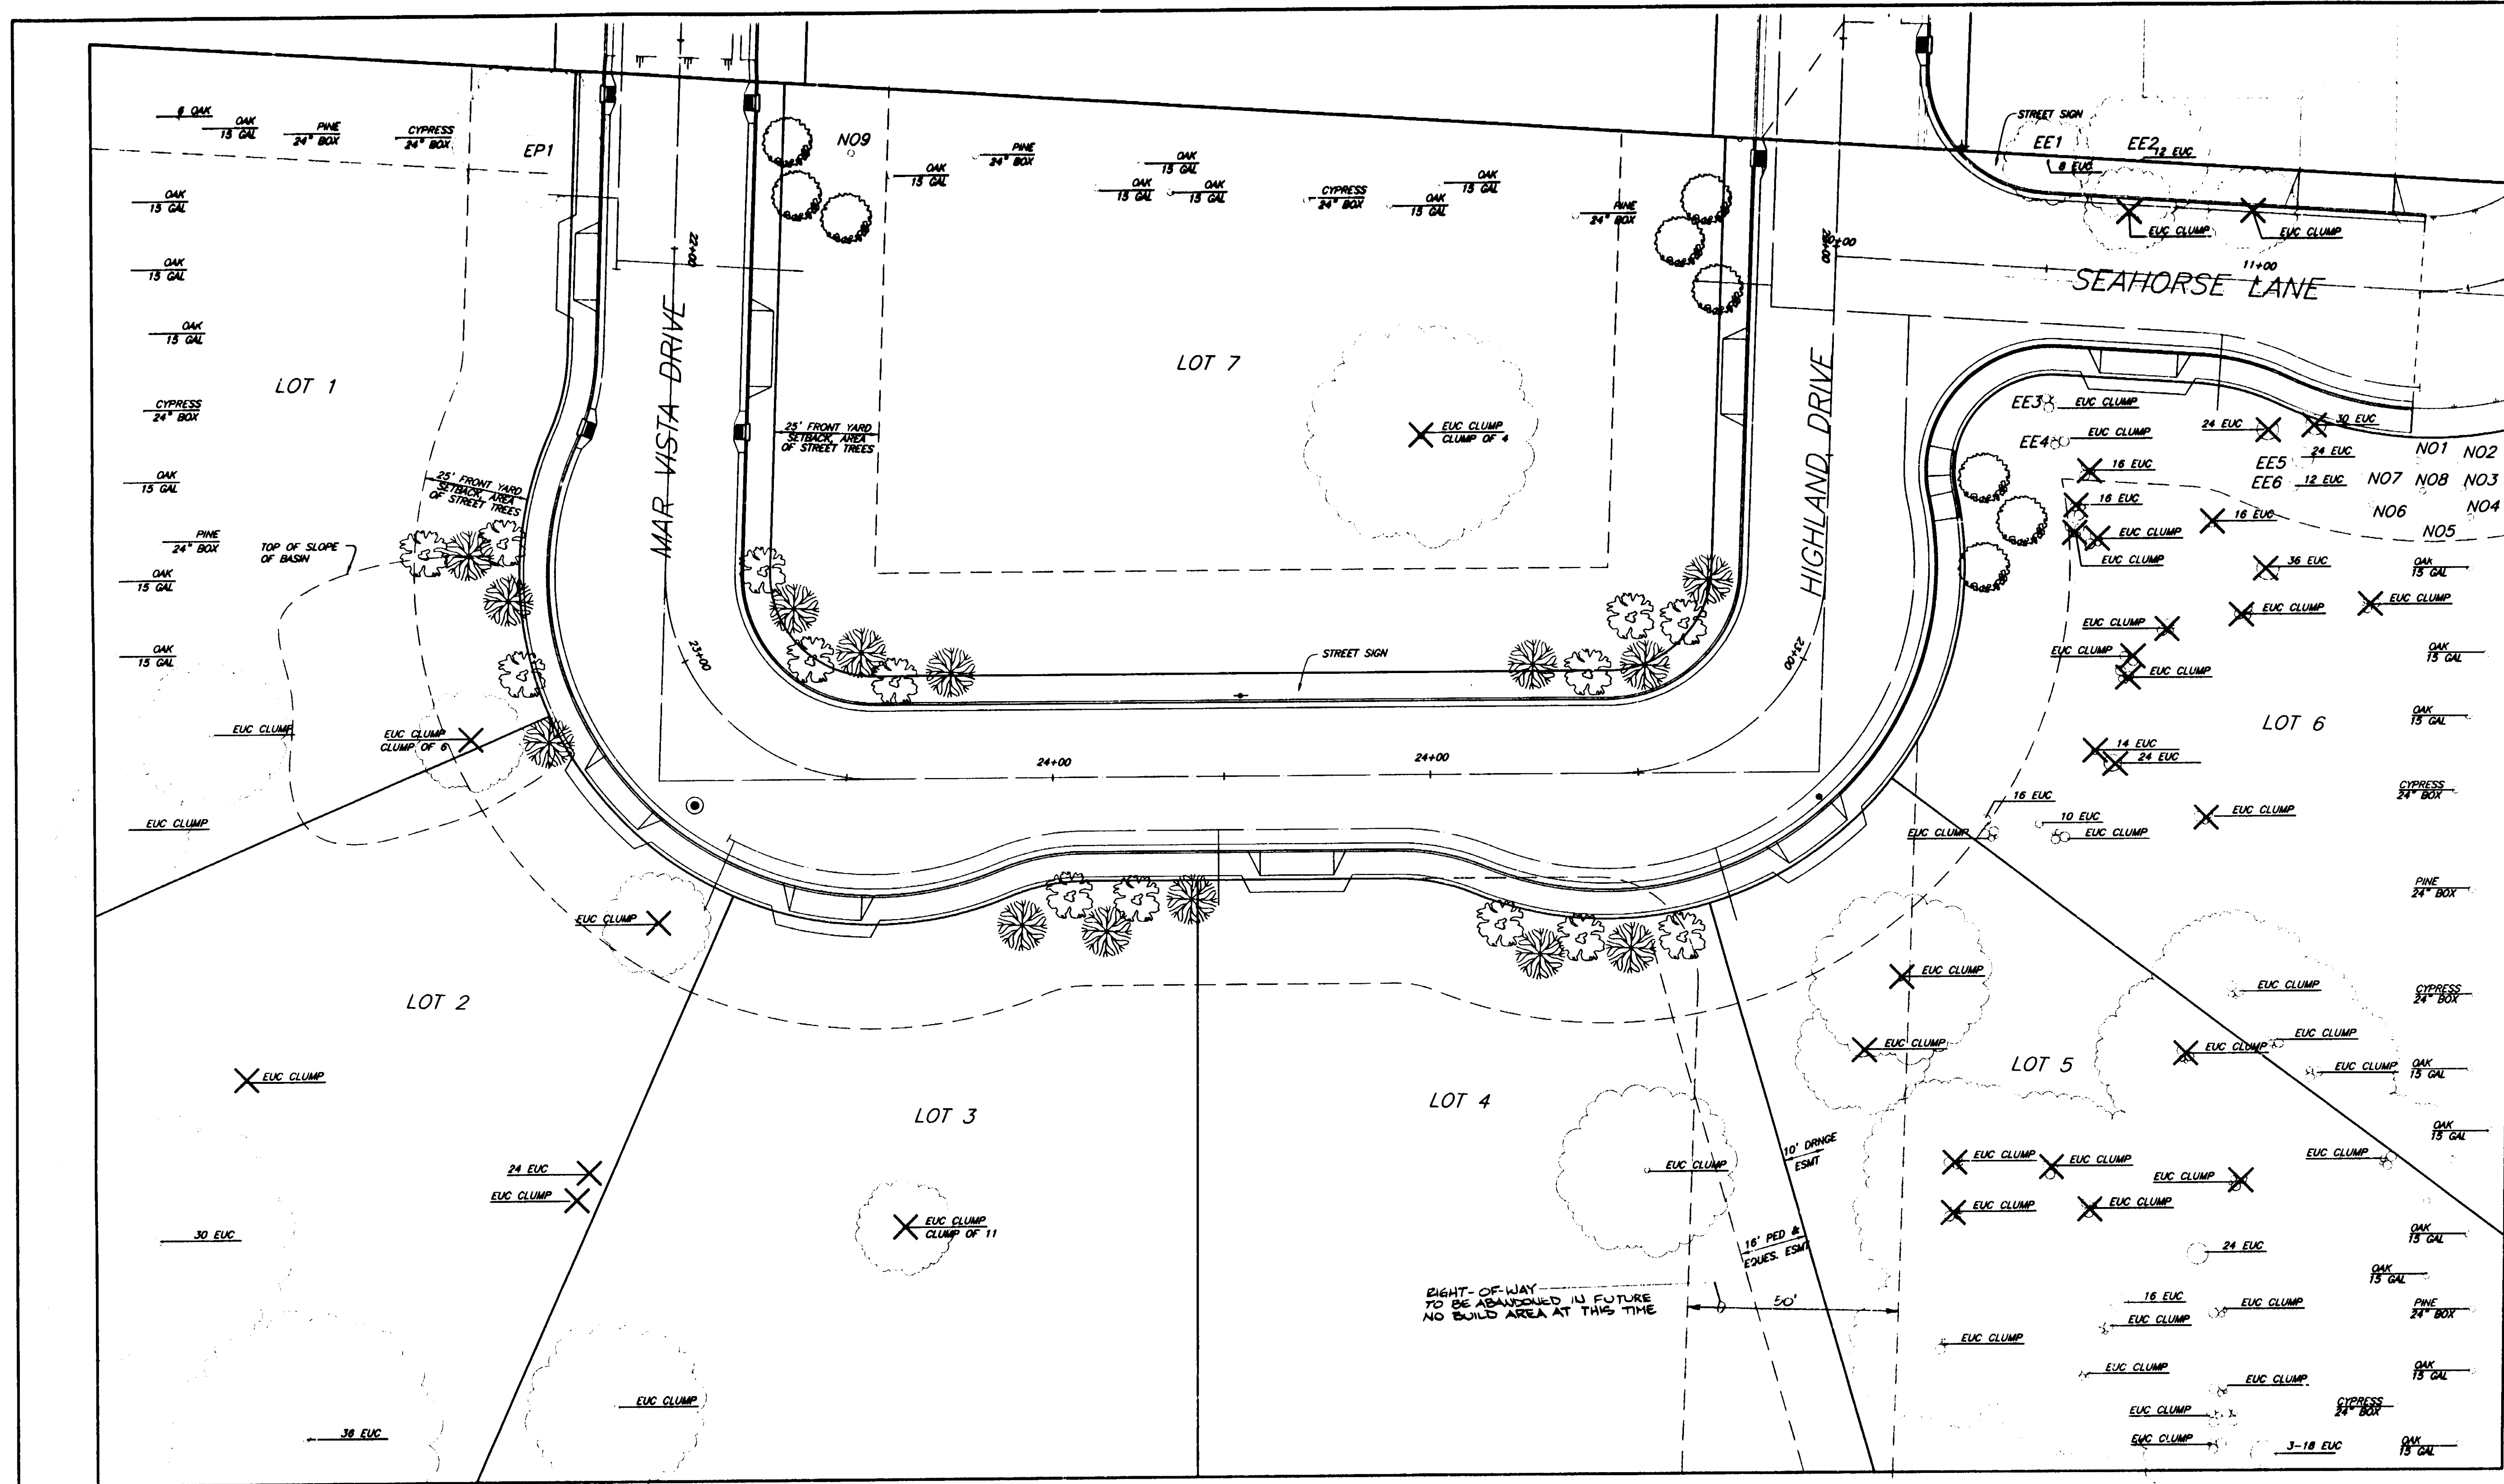 6 OAK
OAK
15 GAL
PINE
24" BOX
CYPRESS
24" BOX
EP1
OAK
15 GAL
OAK
15 GAL
OAK
15 GAL
LOT 1
CYPRESS
24" BOX
OAK
15 GAL
PINE
24" BOX
OAK
15 GAL
OAK
15 GAL
25' FRONT YARD
SETBACK, AREA
OF STREET TREES
TOP OF SLOPE
OF BASIN
EUC CLUMP
EUC CLUMP
CLUMP OF 6
EUC CLUMP
22+00
MAR VISTA DRIVE
23+00
NO9
OAK
15 GAL
PINE
24" BOX
OAK
15 GAL
OAK
15 GAL
OAK
15 GAL
CYPRESS
24" BOX
OAK
15 GAL
OAK
15 GAL
PINE
24" BOX
LOT 7
25' FRONT YARD
SETBACK, AREA
OF STREET TREES
EUC CLUMP
CLUMP OF 4
STREET SIGN
24+00
24+00
HIGHLAND DRIVE
23+00
STREET SIGN
EE1
EE2
12 EUC
8 EUC
EUC CLUMP
EUC CLUMP
10+00
11+00
SEAHORSE LANE
EE3
EUC CLUMP
EE4
EUC CLUMP
24 EUC
30 EUC
24 EUC
EE5
EE6
12 EUC
NO1
NO2
NO7
NO8
NO3
NO6
NO4
NO5
16 EUC
16 EUC
16 EUC
EUC CLUMP
EUC CLUMP
36 EUC
OAK
15 GAL
EUC CLUMP
EUC CLUMP
EUC CLUMP
EUC CLUMP
EUC CLUMP
OAK
15 GAL
OAK
15 GAL
LOT 6
14 EUC
24 EUC
CYPRESS
24" BOX
16 EUC
10 EUC
EUC CLUMP
EUC CLUMP
EUC CLUMP
PINE
24" BOX
EUC CLUMP
LOT 2
EUC CLUMP
24 EUC
EUC CLUMP
30 EUC
36 EUC
EUC CLUMP
LOT 3
EUC CLUMP
CLUMP OF 11
LOT 4
EUC CLUMP
10' DRNGE
ESMT
16' PED &
EQUES. ESMT
RIGHT-OF-WAY
TO BE ABANDONED IN FUTURE
NO BUILD AREA AT THIS TIME
50'
EUC CLUMP
EUC CLUMP
EUC CLUMP
CYPRESS
24" BOX
EUC CLUMP
EUC CLUMP
EUC CLUMP
LOT 5
OAK
15 GAL
OAK
15 GAL
EUC CLUMP
EUC CLUMP
EUC CLUMP
EUC CLUMP
EUC CLUMP
EUC CLUMP
OAK
15 GAL
24 EUC
OAK
15 GAL
16 EUC
EUC CLUMP
EUC CLUMP
PINE
24" BOX
EUC CLUMP
EUC CLUMP
OAK
15 GAL
EUC CLUMP
CYPRESS
24" BOX
EUC CLUMP
EUC CLUMP
3-18 EUC
OAK
15 GAL